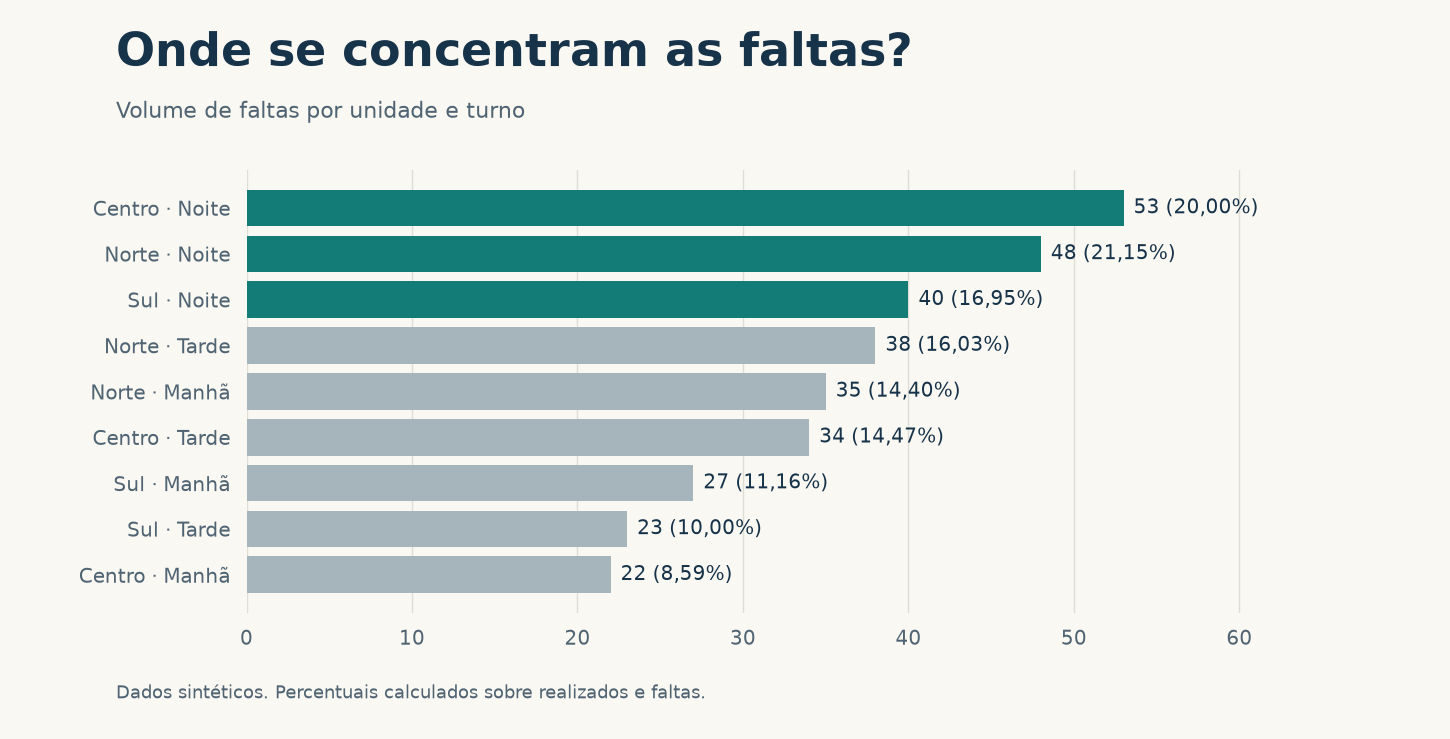 Onde se concentram as faltas?
Volume de faltas por unidade e turno
Centro · Noite 53 (20,00%)
Norte · Noite 48 (21,15%)
Sul · Noite 40 (16,95%)
Norte · Tarde 38 (16,03%)
Norte · Manhã 35 (14,40%)
Centro · Tarde 34 (14,47%)
Sul · Manhã 27 (11,16%)
Sul · Tarde 23 (10,00%)
Centro · Manhã 22 (8,59%)
0 10 20 30 40 50 60
Dados sintéticos. Percentuais calculados sobre realizados e faltas.